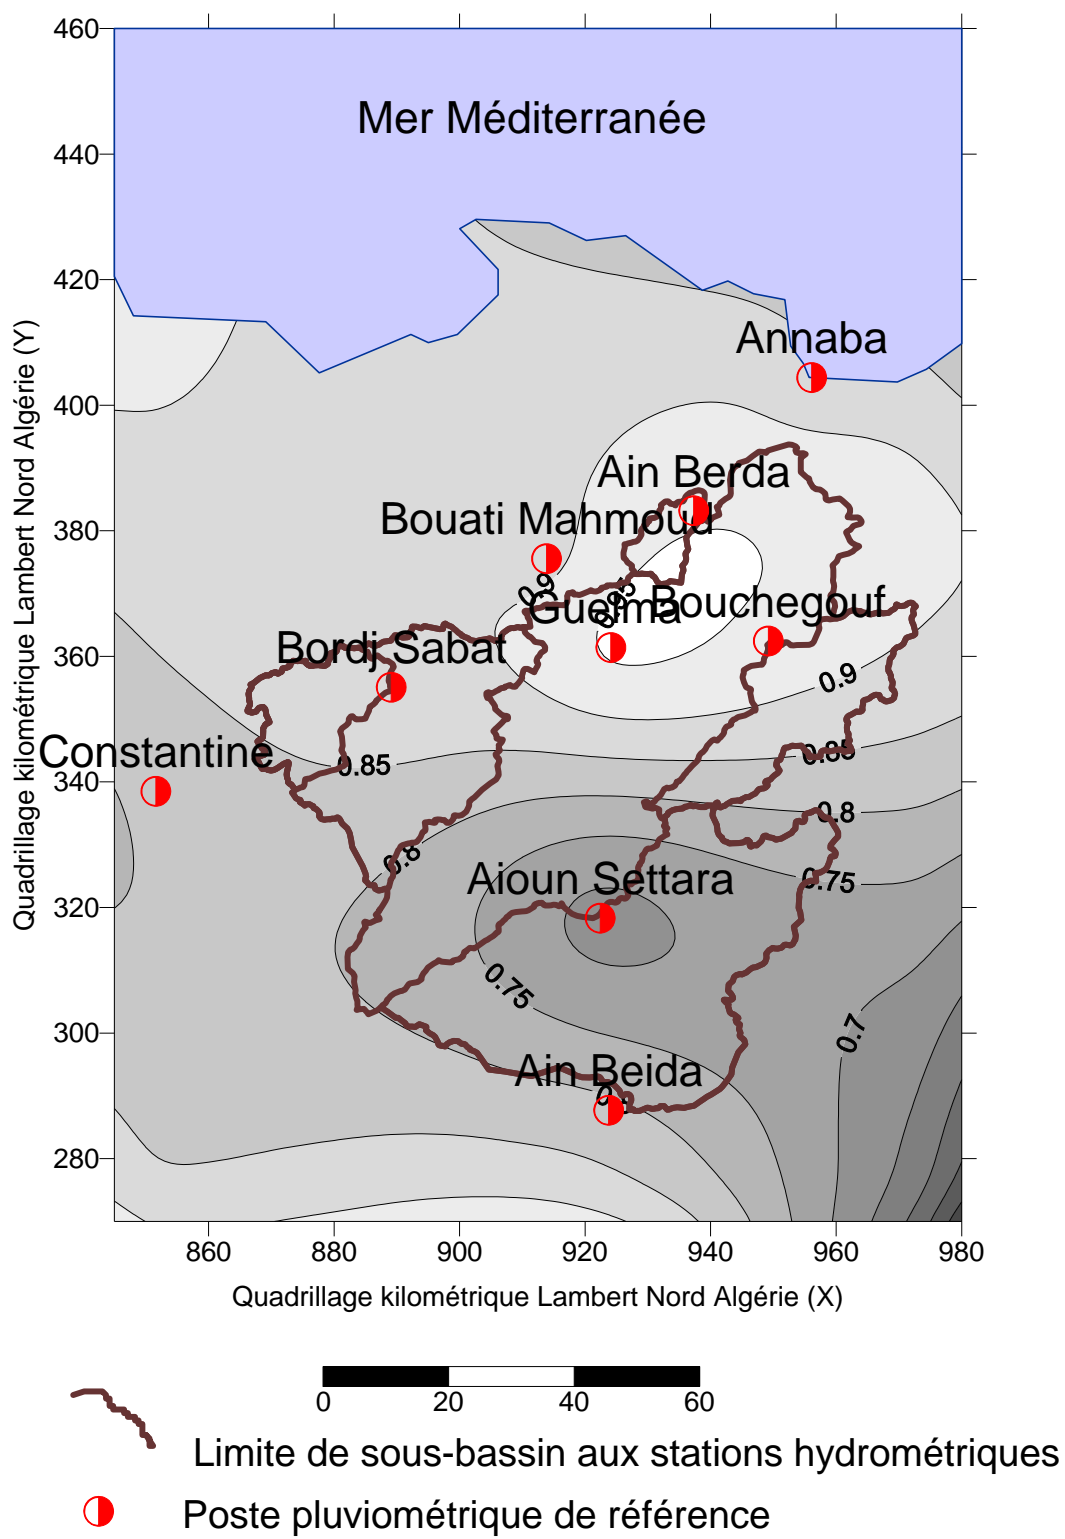 460
Mer Méditerranée
440
420
Annaba
400
Ain Berda
380
Bouati Mahmoud
0.9
0.95
Guelma
Bouchegouf
360
Bordj Sabat
0.9
Constantine
0.85
0.85
340
0.8
0.8
Aioun Settara
0.75
320
0.75
300
0.7
Ain Beida
280
860 880 900 920 940 960 980
Quadrillage kilométrique Lambert Nord Algérie (X)
Quadrillage kilométrique Lambert Nord Algérie (Y)
0 20 40 60
Limite de sous-bassin aux stations hydrométriques
Poste pluviométrique de référence